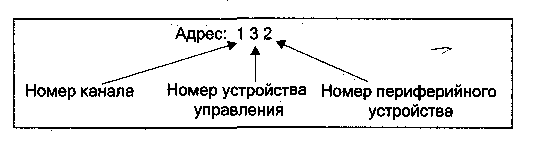 Адрес: 1 3 2
Номер канала
Номер устройства
управления
Номер периферийного
устройства